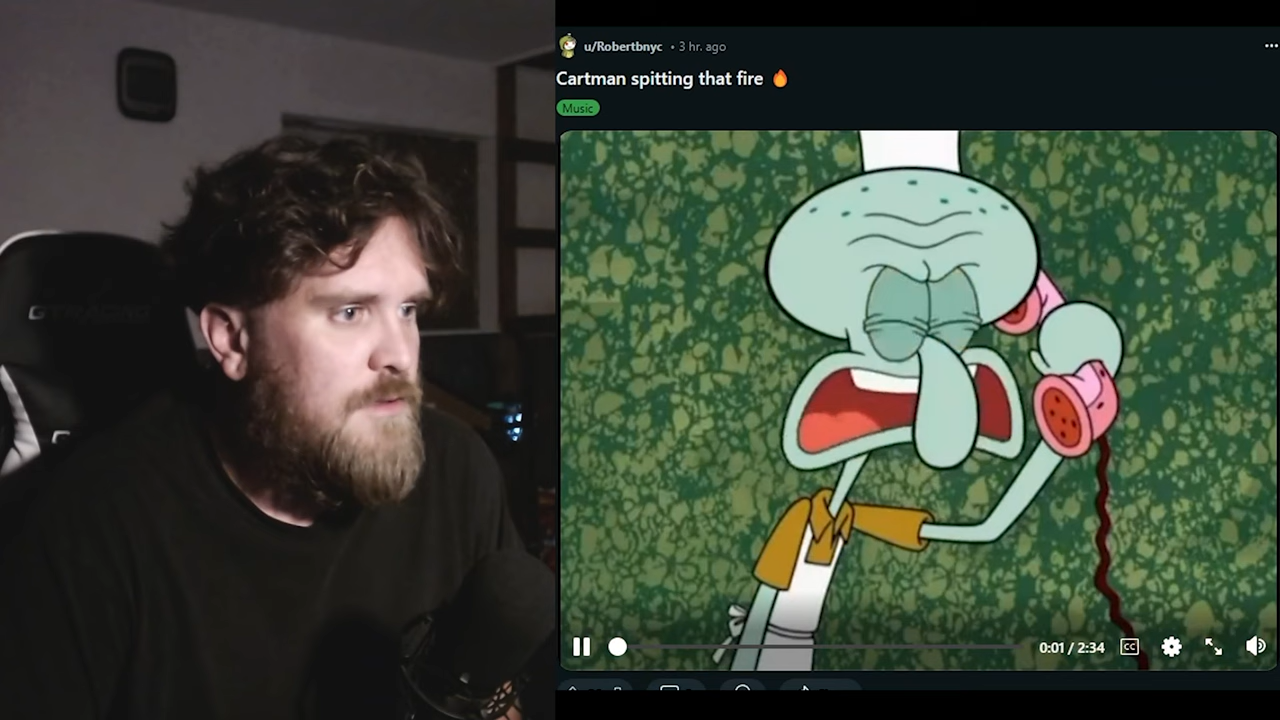 u/Robertbnyc • 3 hr. ago
Cartman spitting that fire 🔥
Music
0:01 / 2:34
CC